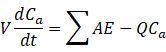 V dC_a/dt = ∑ AE − QC_a